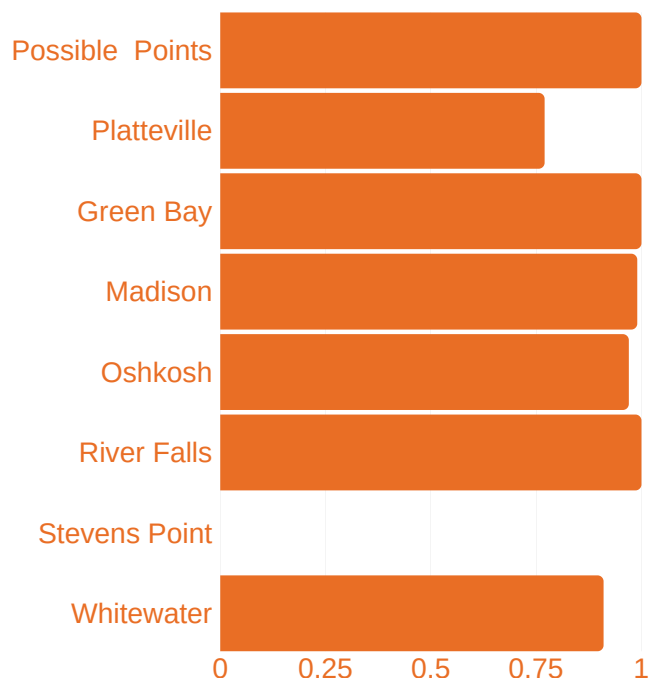 Possible  Points
Platteville
Green Bay
Madison
Oshkosh
River Falls
Stevens Point
Whitewater
0 0.25 0.5 0.75 1